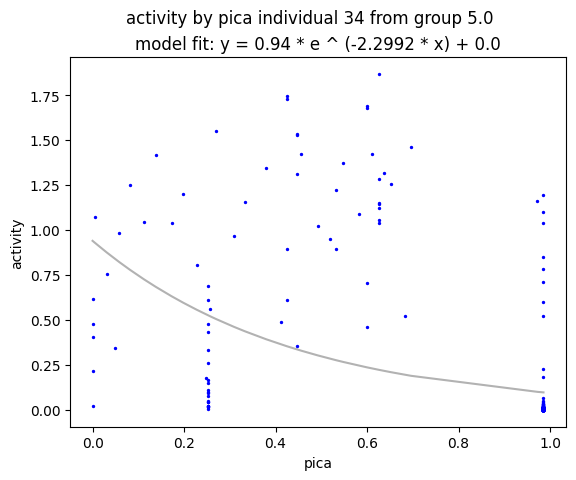 activity by pica individual 34 from group 5.0
model fit: y = 0.94 * e ^ (-2.2992 * x) + 0.0
activity
1.75
1.50
1.25
1.00
0.75
0.50
0.25
0.00
0.0 0.2 0.4 0.6 0.8 1.0
pica